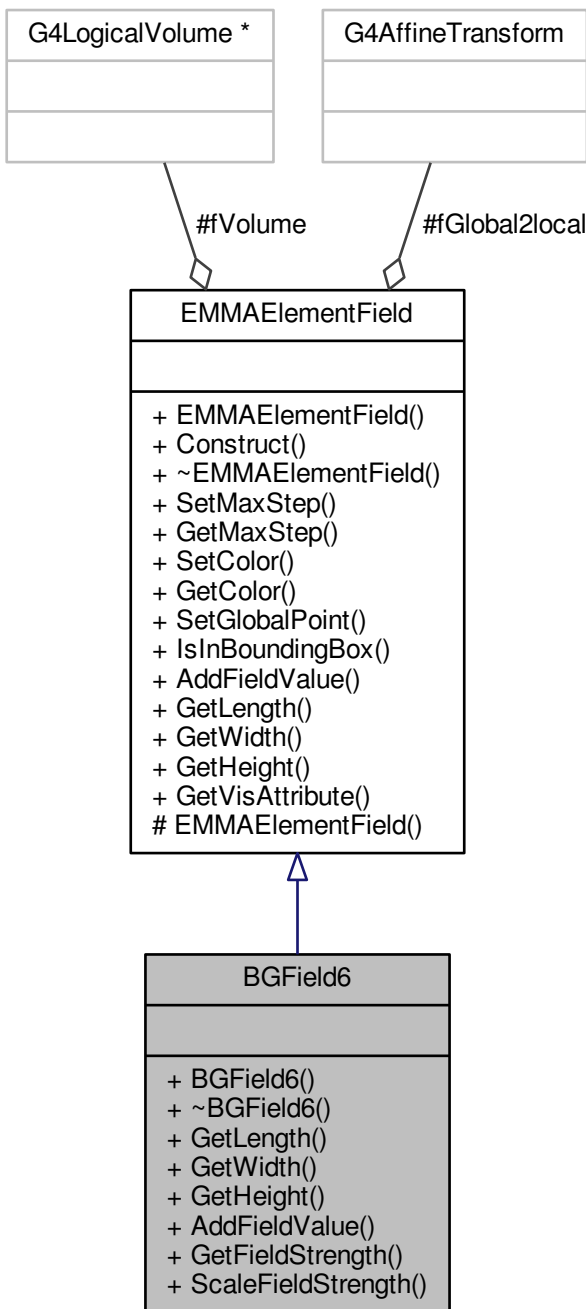 G4LogicalVolume *
G4AffineTransform
#fVolume
#fGlobal2local
EMMAElementField
+ EMMAElementField()
+ Construct()
+ ~EMMAElementField()
+ SetMaxStep()
+ GetMaxStep()
+ SetColor()
+ GetColor()
+ SetGlobalPoint()
+ IsInBoundingBox()
+ AddFieldValue()
+ GetLength()
+ GetWidth()
+ GetHeight()
+ GetVisAttribute()
# EMMAElementField()
BGField6
+ BGField6()
+ ~BGField6()
+ GetLength()
+ GetWidth()
+ GetHeight()
+ AddFieldValue()
+ GetFieldStrength()
+ ScaleFieldStrength()